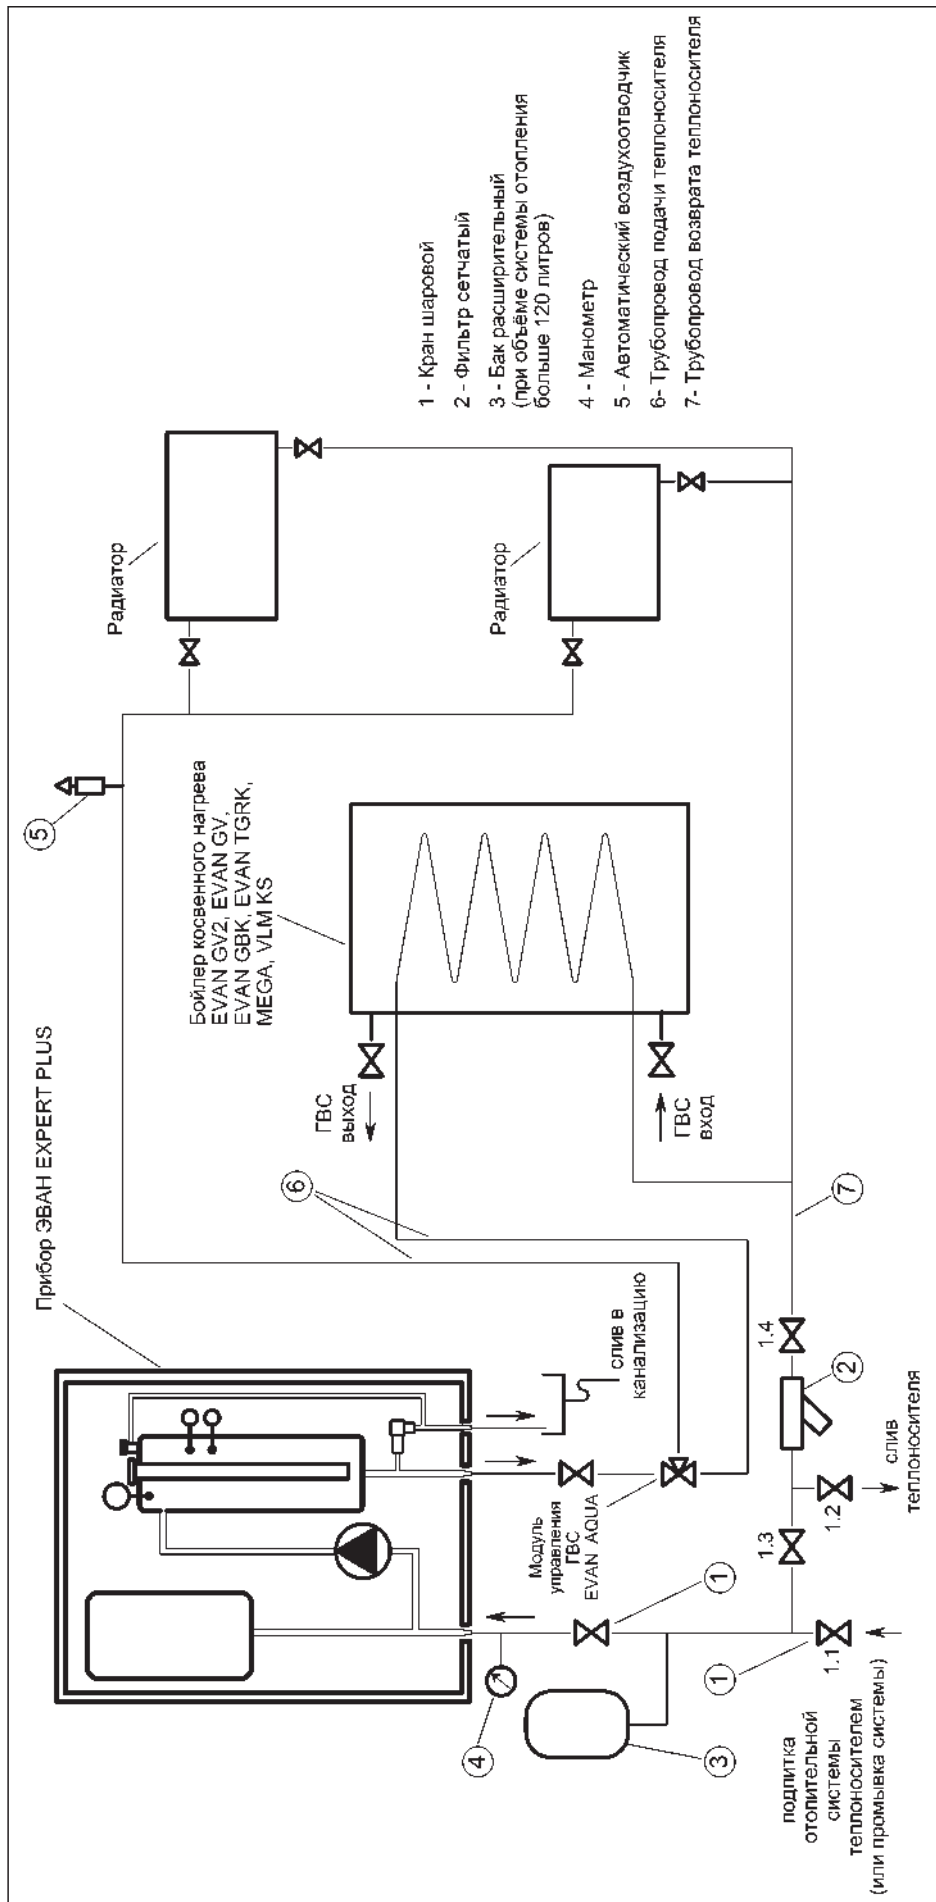 Прибор ЭВАН EXPERT PLUS
5
Бойлер косвенного нагрева
EVAN GV2, EVAN GV,
EVAN GBK, EVAN TGRK,
MEGA, VLM KS
Радиатор
Радиатор
6
ГВС
выход
ГВС
вход
слив в
канализацию
Модуль
управления
ГВС
EVAN AQUA
4
3
1
1
1.1
1.3
1.2
1.4
2
7
слив
теплоносителя
подпитка
отопительной
системы
теплоносителем
(или промывка системы)
1 - Кран шаровой
2 - Фильтр сетчатый
3 - Бак расширительный
(при объёме системы отопления
больше 120 литров)
4 - Манометр
5 - Автоматический воздухоотводчик
6- Трубопровод подачи теплоносителя
7- Трубопровод возврата теплоносителя